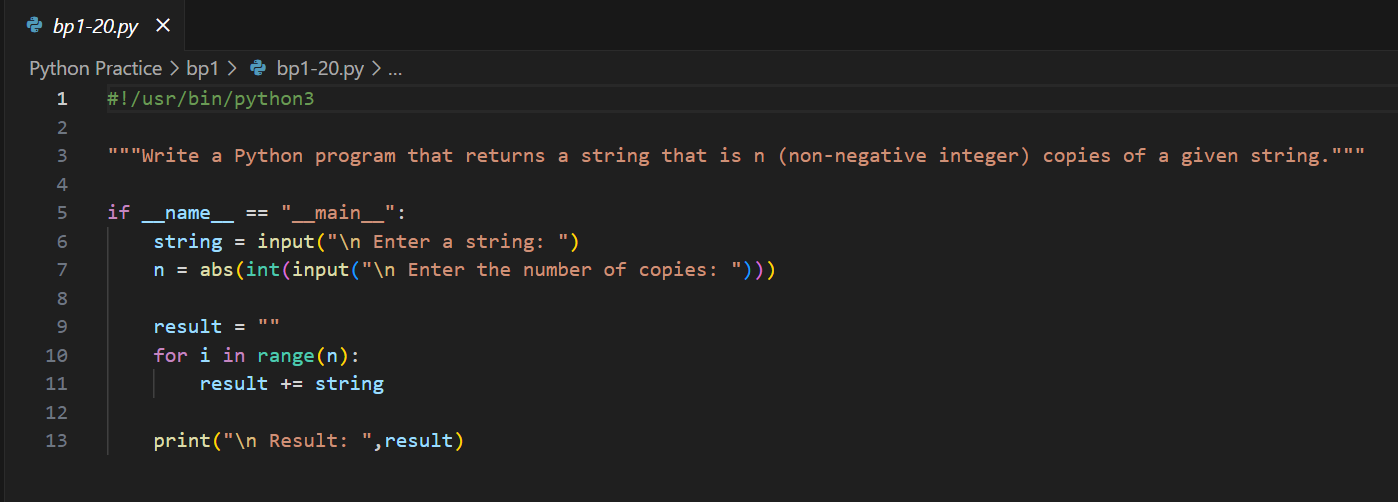 bp1-20.py ×
Python Practice > bp1 > bp1-20.py > ...
1 #!/usr/bin/python3
2
3 """Write a Python program that returns a string that is n (non-negative integer) copies of a given string."""
4
5 if __name__ == "__main__":
6     string = input("\n Enter a string: ")
7     n = abs(int(input("\n Enter the number of copies: ")))
8
9     result = ""
10     for i in range(n):
11         result += string
12
13     print("\n Result: ",result)